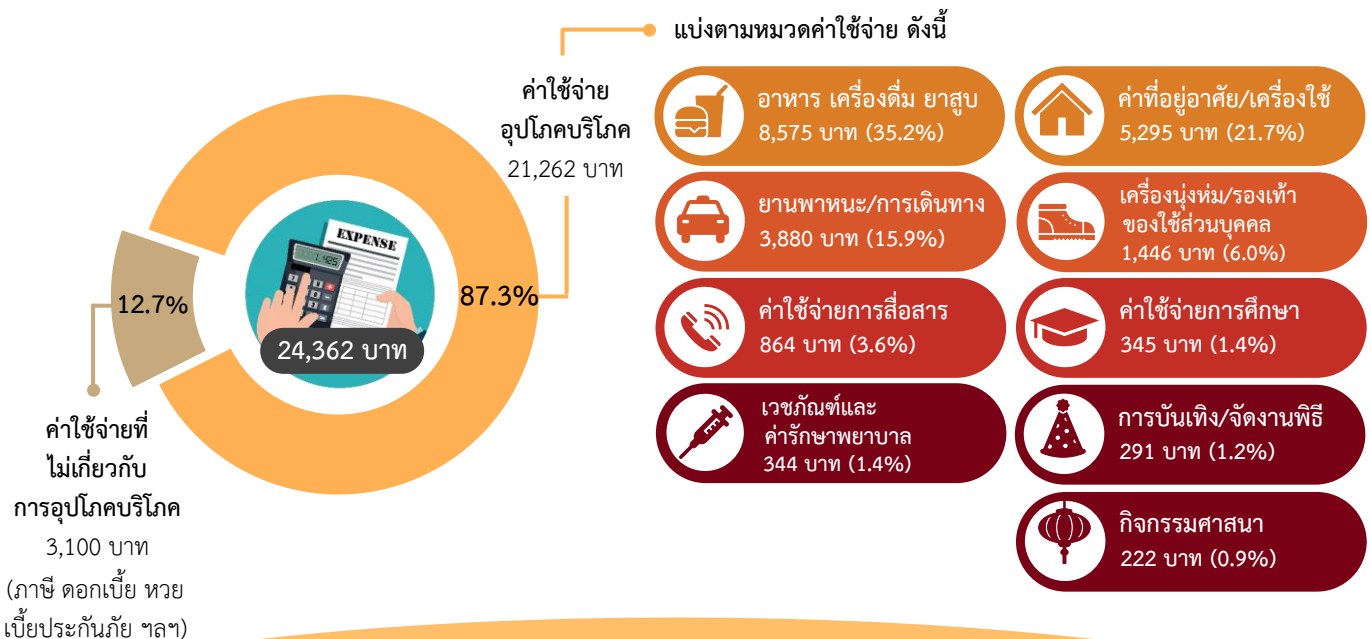 แบ่งตามหมวดค่าใช้จ่าย ดังนี้
ค่าใช้จ่าย
อุปโภคบริโภค
21,262 บาท
87.3%
12.7%
EXPENSE
1.425
24,362 บาท
ค่าใช้จ่ายที่
ไม่เกี่ยวกับ
การอุปโภคบริโภค
3,100 บาท
(ภาษี ดอกเบี้ย หวย
เบี้ยประกันภัย ฯลฯ)
อาหาร เครื่องดื่ม ยาสูบ
8,575 บาท (35.2%)
ค่าที่อยู่อาศัย/เครื่องใช้
5,295 บาท (21.7%)
ยานพาหนะ/การเดินทาง
3,880 บาท (15.9%)
เครื่องนุ่งห่ม/รองเท้า
ของใช้ส่วนบุคคล
1,446 บาท (6.0%)
ค่าใช้จ่ายการสื่อสาร
864 บาท (3.6%)
ค่าใช้จ่ายการศึกษา
345 บาท (1.4%)
เวชภัณฑ์และ
ค่ารักษาพยาบาล
344 บาท (1.4%)
การบันเทิง/จัดงานพิธี
291 บาท (1.2%)
กิจกรรมศาสนา
222 บาท (0.9%)